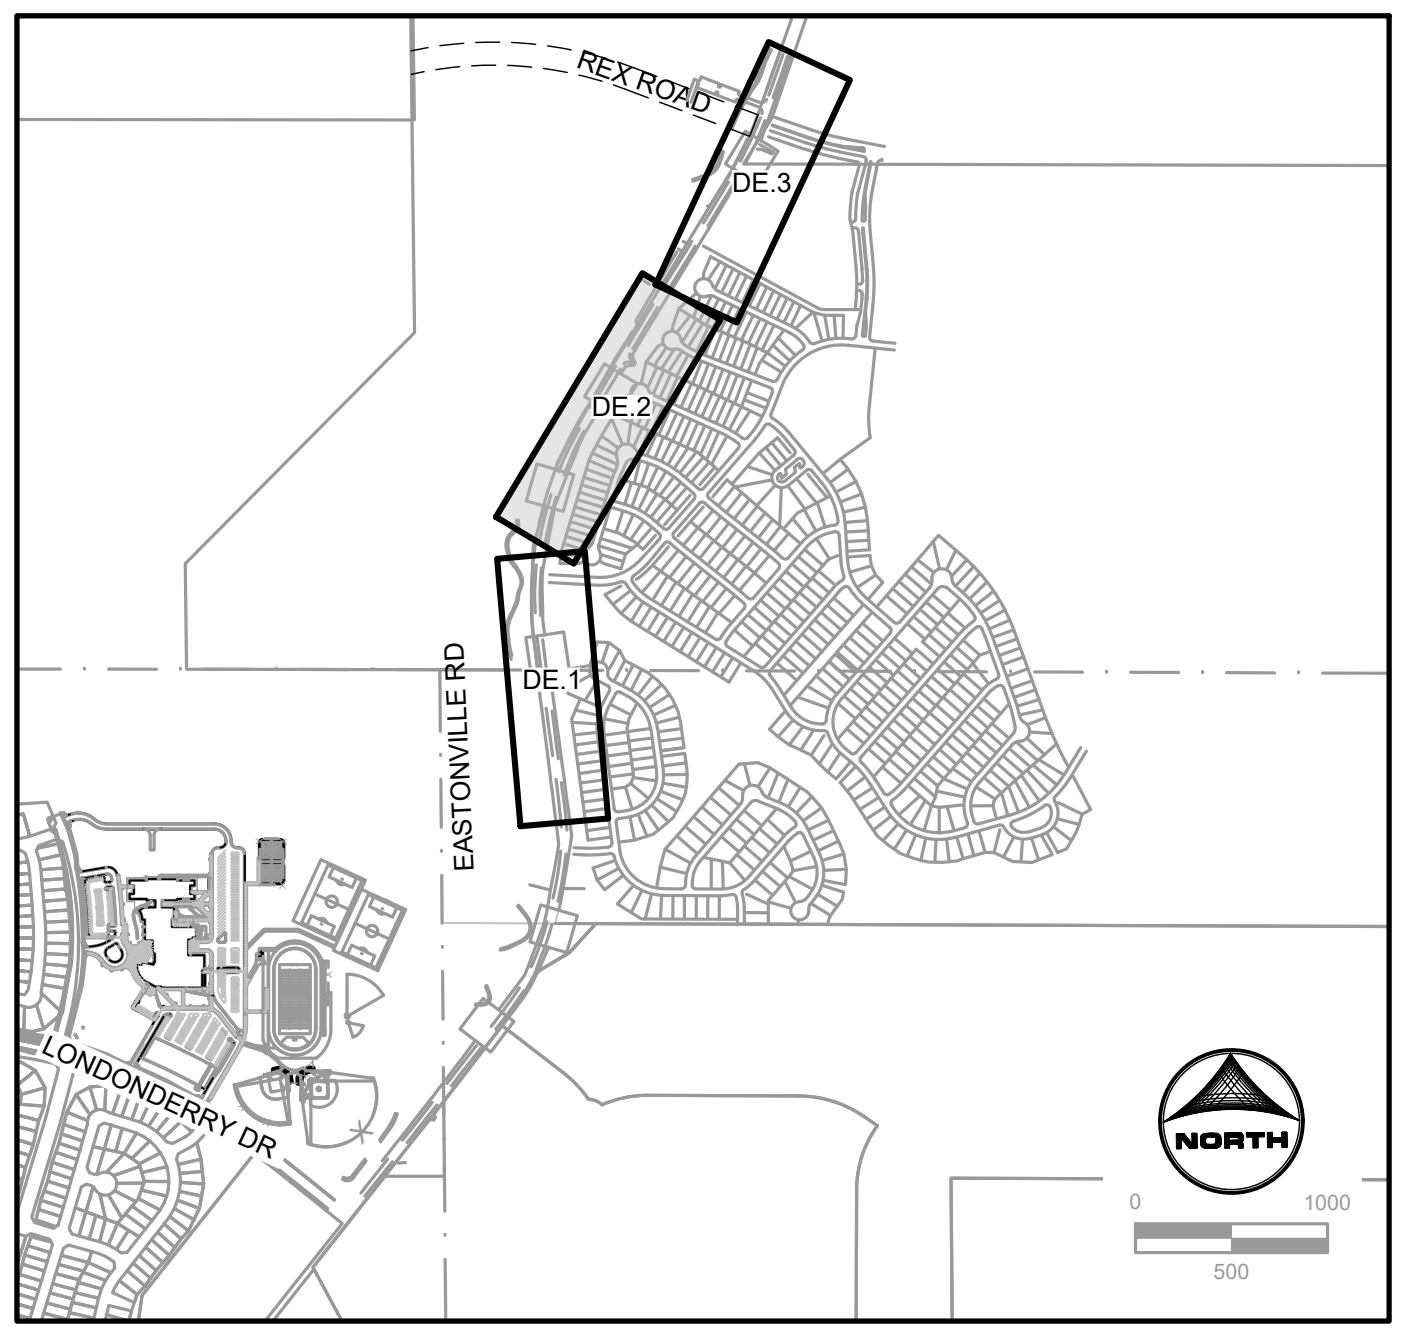 REX ROAD
DE.3
DE.2
DE.1
EASTONVILLE RD
LONDONDERRY DR
NORTH
0 1000
500